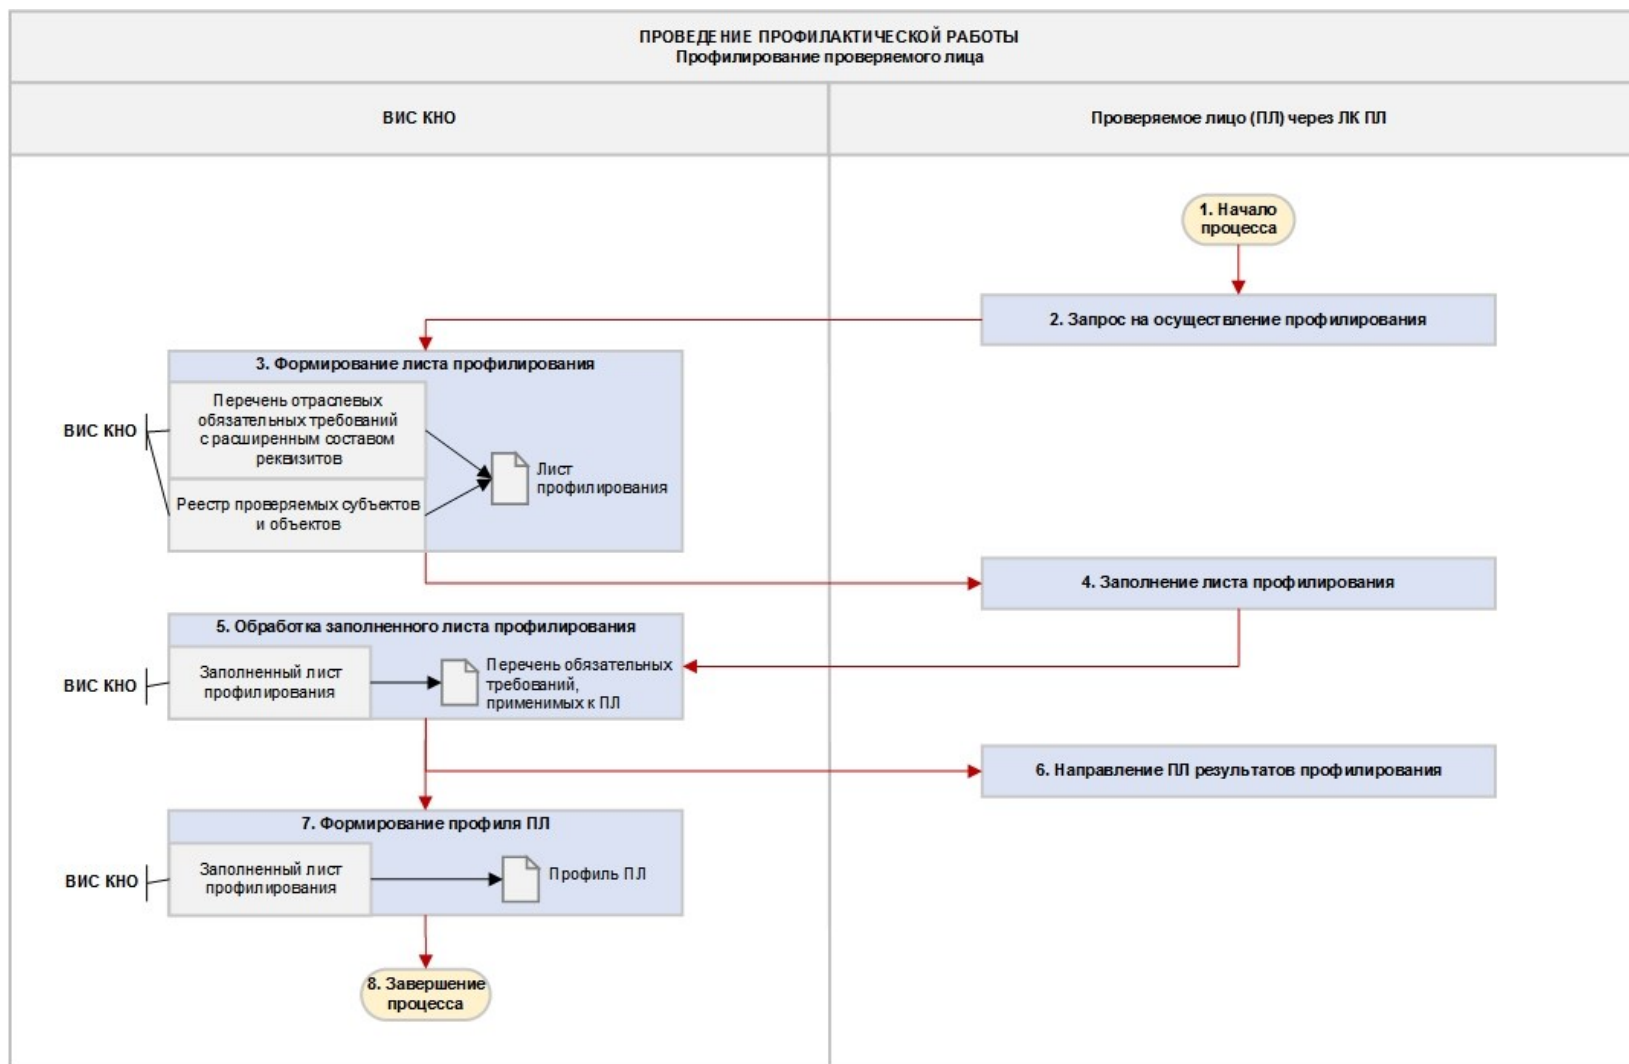 ПРОВЕДЕНИЕ ПРОФИЛАКТИЧЕСКОЙ РАБОТЫ
Профилирование проверяемого лица
ВИС КНО
Проверяемое лицо (ПЛ) через ЛК ПЛ
1. Начало
процесса
2. Запрос на осуществление профилирования
3. Формирование листа профилирования
ВИС КНО
Перечень отраслевых
обязательных требований
с расширенным составом
реквизитов
Реестр проверяемых субъектов
и объектов
Лист
профилирования
4. Заполнение листа профилирования
5. Обработка заполненного листа профилирования
ВИС КНО
Заполненный лист
профилирования
Перечень обязательных
требований,
применимых к ПЛ
6. Направление ПЛ результатов профилирования
7. Формирование профиля ПЛ
ВИС КНО
Заполненный лист
профилирования
Профиль ПЛ
8. Завершение
процесса